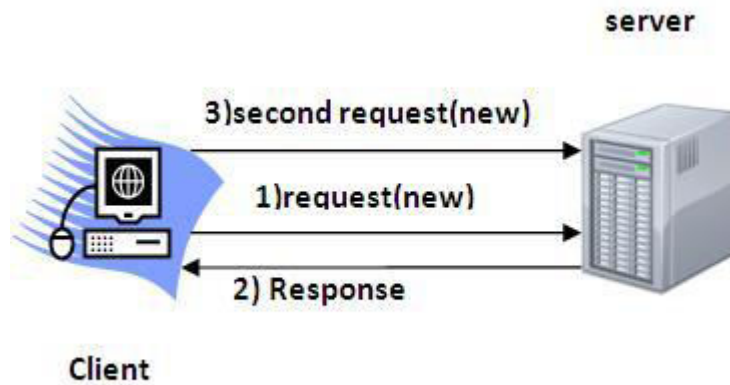 server
3)second request(new)
1)request(new)
2) Response
Client